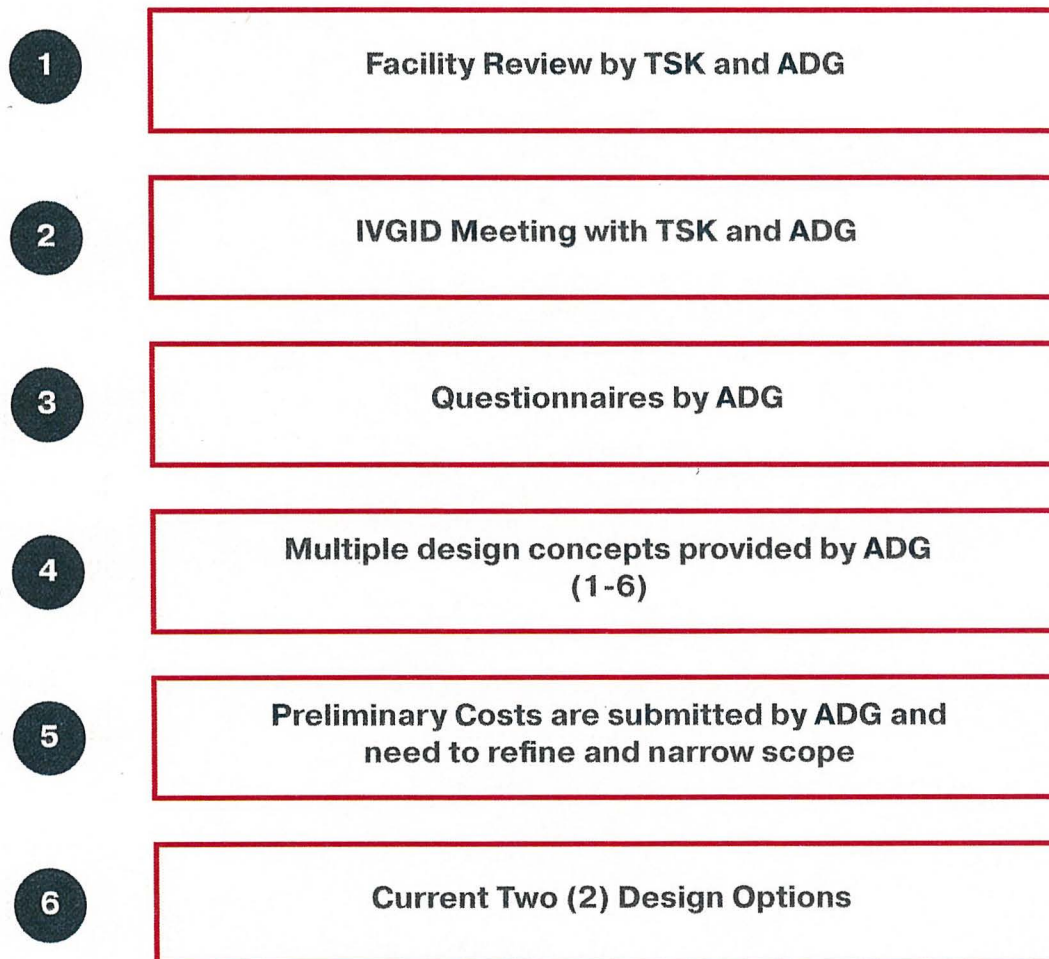 1
Facility Review by TSK and ADG
2
IVGID Meeting with TSK and ADG
3
Questionnaires by ADG
4
Multiple design concepts provided by ADG
(1-6)
5
Preliminary Costs are submitted by ADG and
need to refine and narrow scope
6
Current Two (2) Design Options